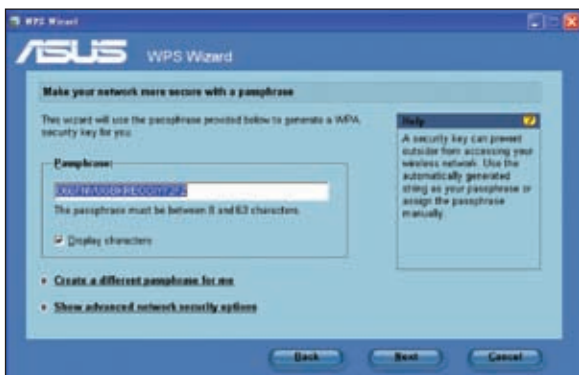 WPS Wizard
ASUS WPS Wizard
Make your network more secure with a passphrase
This wizard will use the passphrase provided below to generate a WPA
security key for you.
Passphrase:
The passphrase must be between 8 and 63 characters.
Display characters
Create a different passphrase for me
Show advanced network security options
Help
A security key can prevent
outsider from accessing your
wireless network. Use the
automatically generated
string as your passphrase or
assign the passphrase
manually.
Back
Next
Cancel